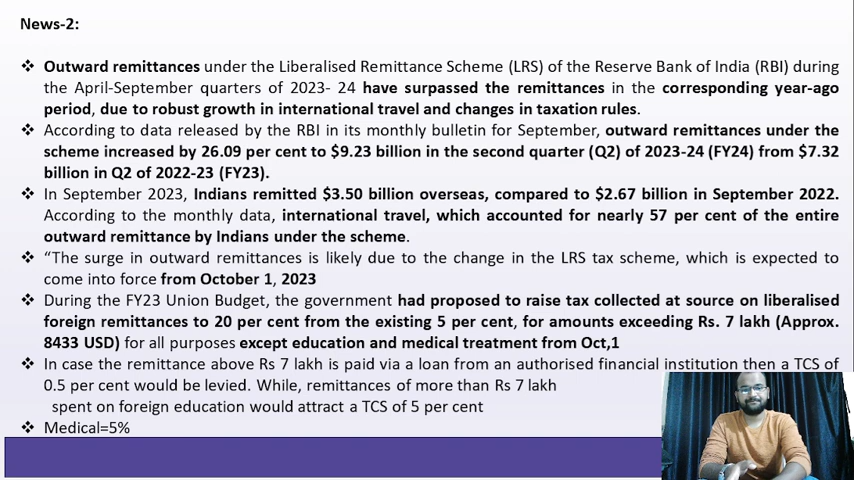 News-2:
❖ Outward remittances under the Liberalised Remittance Scheme (LRS) of the Reserve Bank of India (RBI) during
the April-September quarters of 2023- 24 have surpassed the remittances in the corresponding year-ago
period, due to robust growth in international travel and changes in taxation rules.
❖ According to data released by the RBI in its monthly bulletin for September, outward remittances under the
scheme increased by 26.09 per cent to $9.23 billion in the second quarter (Q2) of 2023-24 (FY24) from $7.32
billion in Q2 of 2022-23 (FY23).
❖ In September 2023, Indians remitted $3.50 billion overseas, compared to $2.67 billion in September 2022.
According to the monthly data, international travel, which accounted for nearly 57 per cent of the entire
outward remittance by Indians under the scheme.
❖ “The surge in outward remittances is likely due to the change in the LRS tax scheme, which is expected to
come into force from October 1, 2023
❖ During the FY23 Union Budget, the government had proposed to raise tax collected at source on liberalised
foreign remittances to 20 per cent from the existing 5 per cent, for amounts exceeding Rs. 7 lakh (Approx.
8433 USD) for all purposes except education and medical treatment from Oct,1
❖ In case the remittance above Rs 7 lakh is paid via a loan from an authorised financial institution then a TCS of
0.5 per cent would be levied. While, remittances of more than Rs 7 lakh
spent on foreign education would attract a TCS of 5 per cent
❖ Medical=5%